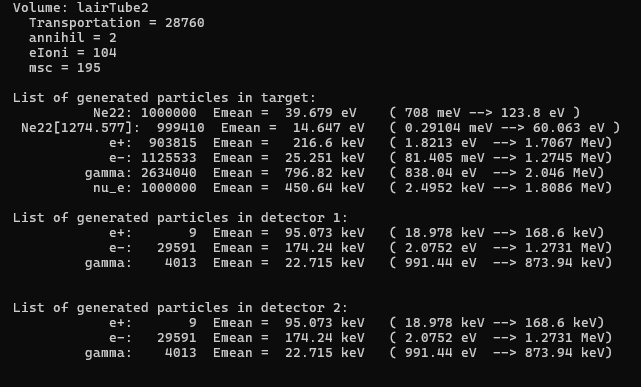 Volume: lairTube2
Transportation = 28760
annihil = 2
eIoni = 104
msc = 195
List of generated particles in target:
Ne22: 1000000 Emean = 39.679 eV ( 708 meV --> 123.8 eV )
Ne22[1274.577]: 999410 Emean = 14.647 eV ( 0.29104 meV --> 60.063 eV )
e+: 903815 Emean = 216.6 keV ( 1.8213 eV --> 1.7067 MeV)
e-: 1125533 Emean = 25.251 keV ( 81.405 meV --> 1.2745 MeV)
gamma: 2634040 Emean = 796.82 keV ( 838.04 eV --> 2.046 MeV)
nu_e: 1000000 Emean = 450.64 keV ( 2.4952 keV --> 1.8086 MeV)
List of generated particles in detector 1:
e+: 9 Emean = 95.073 keV ( 18.978 keV --> 168.6 keV)
e-: 29591 Emean = 174.24 keV ( 2.0752 eV --> 1.2731 MeV)
gamma: 4013 Emean = 22.715 keV ( 991.44 eV --> 873.94 keV)
List of generated particles in detector 2:
e+: 9 Emean = 95.073 keV ( 18.978 keV --> 168.6 keV)
e-: 29591 Emean = 174.24 keV ( 2.0752 eV --> 1.2731 MeV)
gamma: 4013 Emean = 22.715 keV ( 991.44 eV --> 873.94 keV)